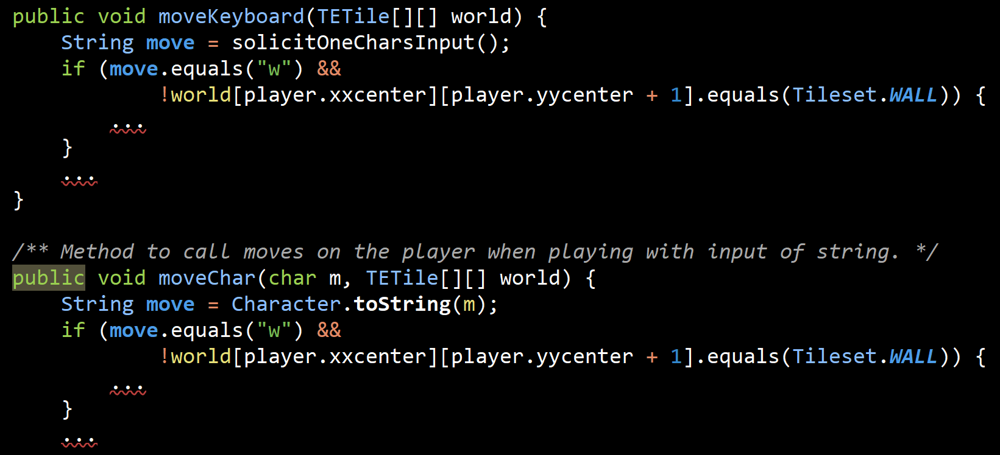 public void moveKeyboard(TETile[][] world) {
    String move = solicitOneCharsInput();
    if (move.equals("w") &&
            !world[player.xxcenter][player.yycenter + 1].equals(Tileset.WALL)) {
        ...
    }
    ...
}

/** Method to call moves on the player when playing with input of string. */
public void moveChar(char m, TETile[][] world) {
    String move = Character.toString(m);
    if (move.equals("w") &&
            !world[player.xxcenter][player.yycenter + 1].equals(Tileset.WALL)) {
        ...
    }
    ...